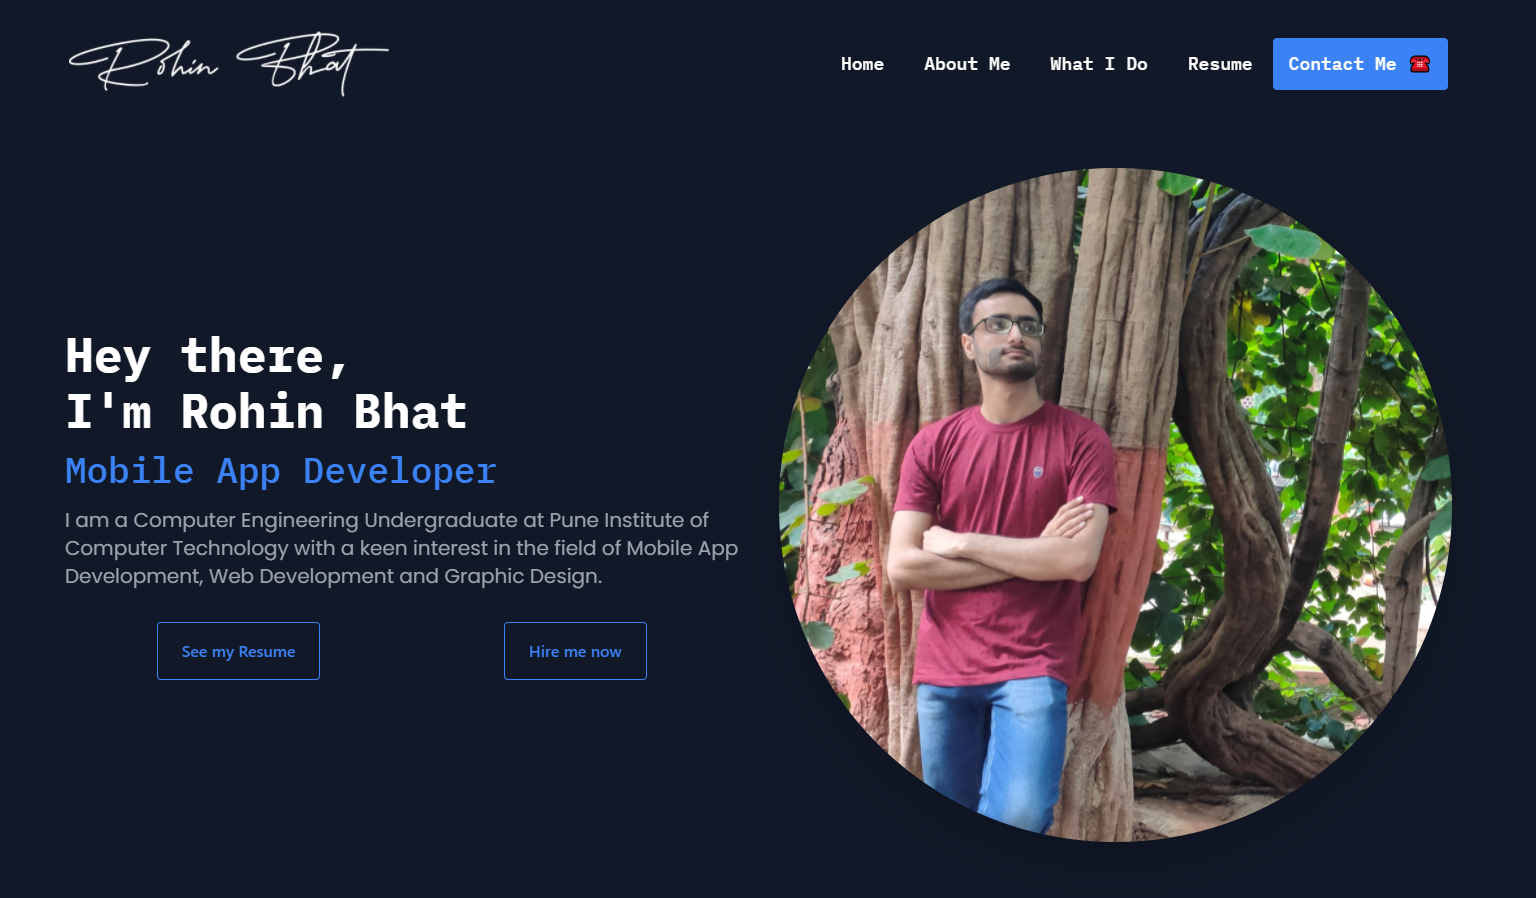 Rohin Bhat
Home About Me What I Do Resume Contact Me ☎️
Hey there,
I'm Rohin Bhat
Mobile App Developer
I am a Computer Engineering Undergraduate at Pune Institute of
Computer Technology with a keen interest in the field of Mobile App
Development, Web Development and Graphic Design.
See my Resume Hire me now